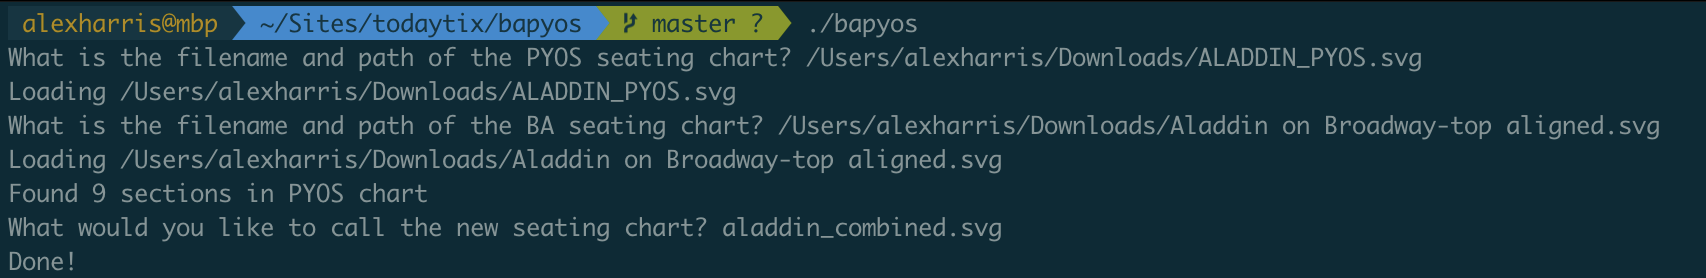 alexharris@mbp ~/Sites/todaytix/bapyos master ? ./bapyos
What is the filename and path of the PYOS seating chart? /Users/alexharris/Downloads/ALADDIN_PYOS.svg
Loading /Users/alexharris/Downloads/ALADDIN_PYOS.svg
What is the filename and path of the BA seating chart? /Users/alexharris/Downloads/Aladdin on Broadway-top aligned.svg
Loading /Users/alexharris/Downloads/Aladdin on Broadway-top aligned.svg
Found 9 sections in PYOS chart
What would you like to call the new seating chart? aladdin_combined.svg
Done!